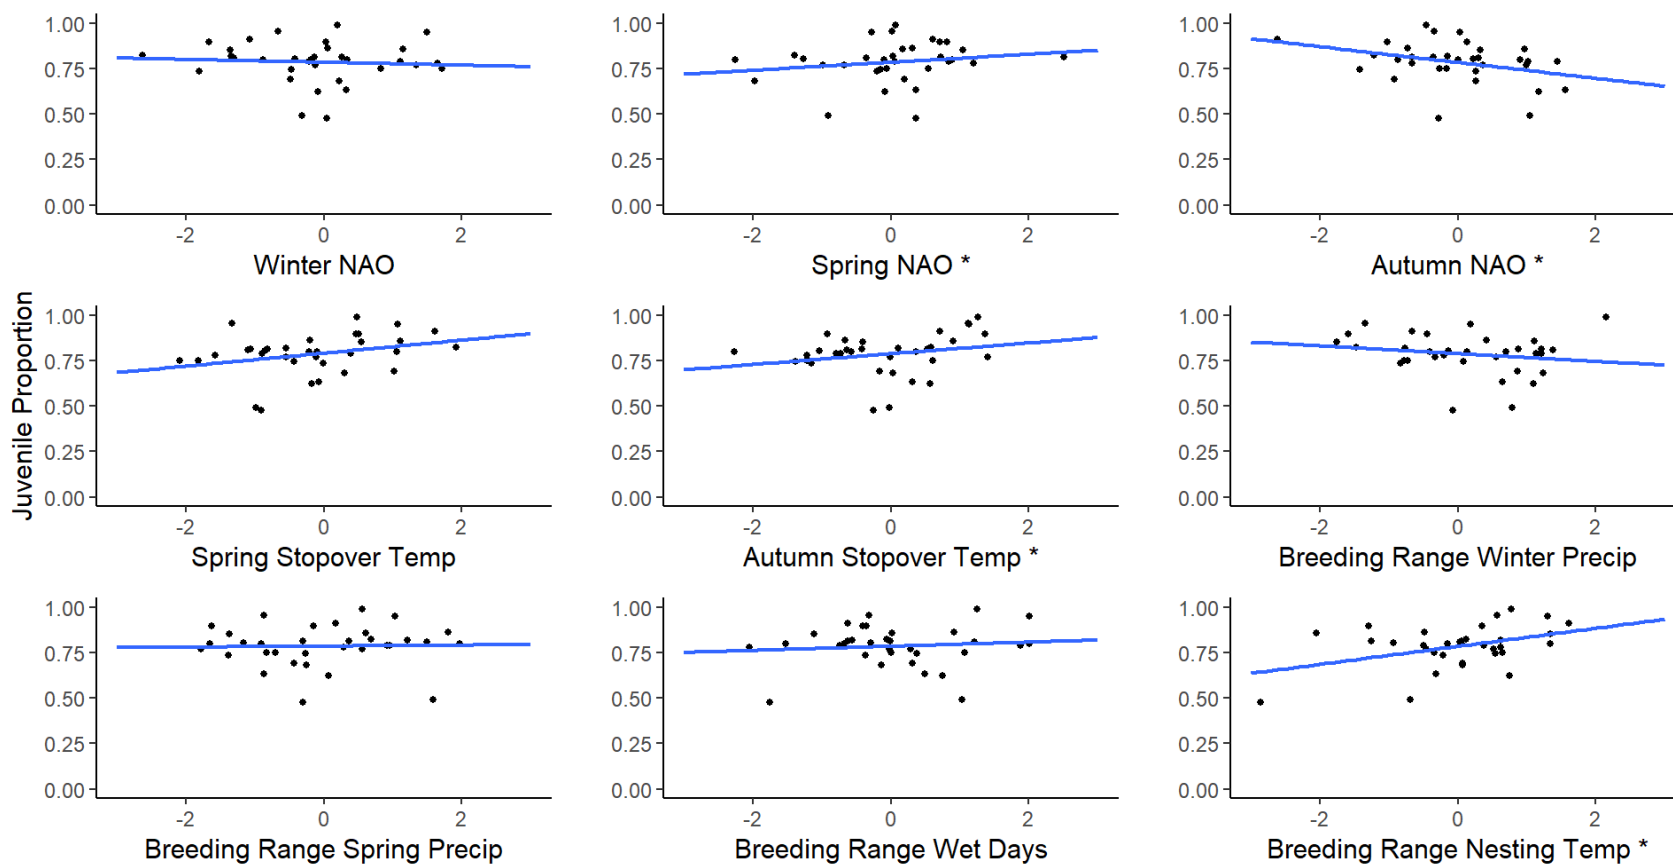 1.00 0.75 0.50 0.25 0.00
-2 0 2
Winter NAO
1.00 0.75 0.50 0.25 0.00
-2 0 2
Spring NAO *
1.00 0.75 0.50 0.25 0.00
-2 0 2
Autumn NAO *
Juvenile Proportion
1.00 0.75 0.50 0.25 0.00
-2 0 2
Spring Stopover Temp
1.00 0.75 0.50 0.25 0.00
-2 0 2
Autumn Stopover Temp *
1.00 0.75 0.50 0.25 0.00
-2 0 2
Breeding Range Winter Precip
1.00 0.75 0.50 0.25 0.00
-2 0 2
Breeding Range Spring Precip
1.00 0.75 0.50 0.25 0.00
-2 0 2
Breeding Range Wet Days
1.00 0.75 0.50 0.25 0.00
-2 0 2
Breeding Range Nesting Temp *